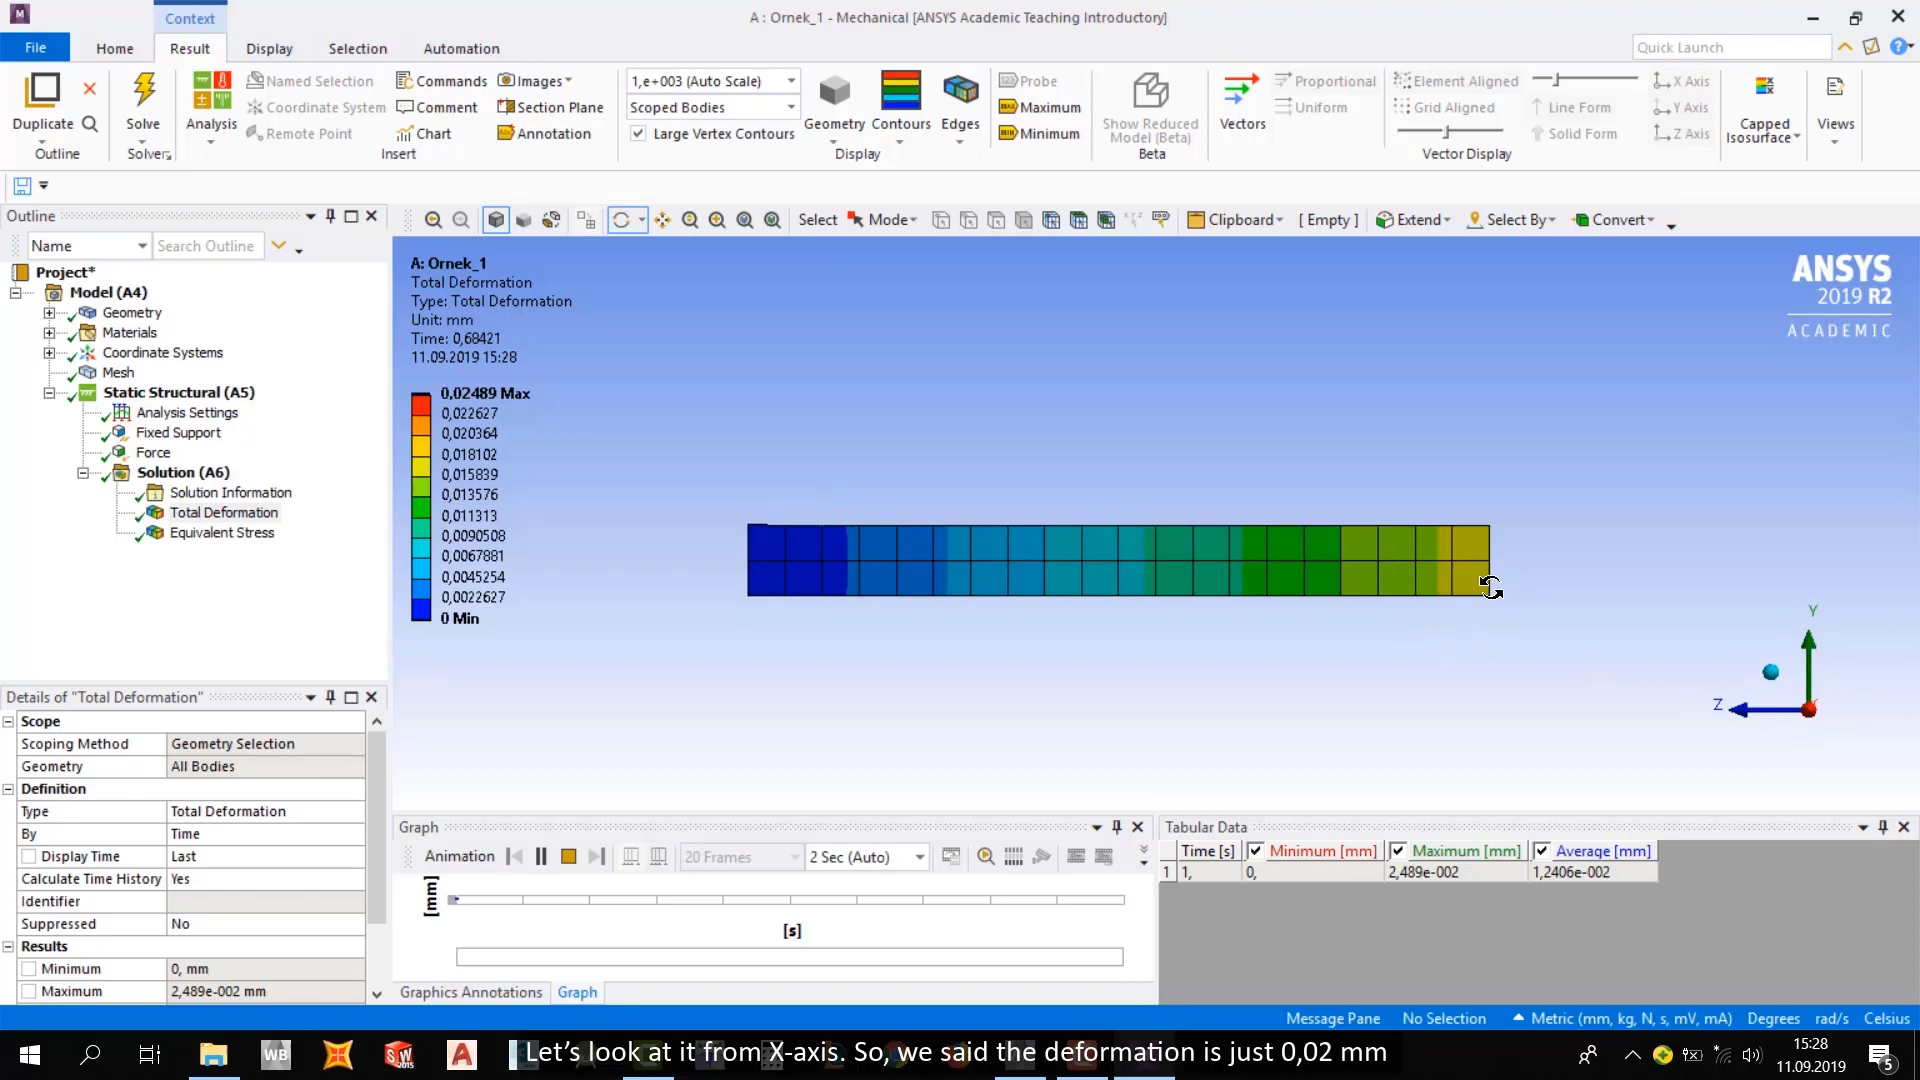 Context
A : Ornek_1 - Mechanical [ANSYS Academic Teaching Introductory]
File
Home
Result
Display
Selection
Automation
Quick Launch
Duplicate
Outline
Solve
Solver
Analysis
Named Selection
Coordinate System
Remote Point
Commands
Comment
Chart
Images
Section Plane
Annotation
Insert
1,e+003 (Auto Scale)
Scoped Bodies
Large Vertex Contours
Geometry
Contours
Edges
Display
Probe
Maximum
Minimum
Show Reduced
Model (Beta)
Beta
Vectors
Proportional
Uniform
Element Aligned
Grid Aligned
Line Form
Solid Form
X Axis
Y Axis
Z Axis
Vector Display
Capped
Isosurface
Views
Outline
Name
Search Outline
Select
Mode
Clipboard
[ Empty ]
Extend
Select By
Convert
Project*
Model (A4)
Geometry
Materials
Coordinate Systems
Mesh
Static Structural (A5)
Analysis Settings
Fixed Support
Force
Solution (A6)
Solution Information
Total Deformation
Equivalent Stress
A: Ornek_1
Total Deformation
Type: Total Deformation
Unit: mm
Time: 0,68421
11.09.2019 15:28
0,02489 Max
0,022627
0,020364
0,018102
0,015839
0,013576
0,011313
0,0090508
0,0067881
0,0045254
0,0022627
0 Min
ANSYS
2019 R2
ACADEMIC
Y
Z
Details of "Total Deformation"
Scope
Scoping Method Geometry Selection
Geometry All Bodies
Definition
Type Total Deformation
By Time
Display Time Last
Calculate Time History Yes
Identifier
Suppressed No
Results
Minimum 0, mm
Maximum 2,489e-002 mm
Graph
Animation
20 Frames
2 Sec (Auto)
[mm]
[s]
Graphics Annotations
Graph
Tabular Data
Time [s] Minimum [mm] Maximum [mm] Average [mm]
1 1, 0, 2,489e-002 1,2406e-002
Message Pane
No Selection
Metric (mm, kg, N, s, mV, mA)
Degrees
rad/s
Celsius
WB
SW
2015
A
Let's look at it from X-axis. So, we said the deformation is just 0,02 mm
15:28
11.09.2019
5